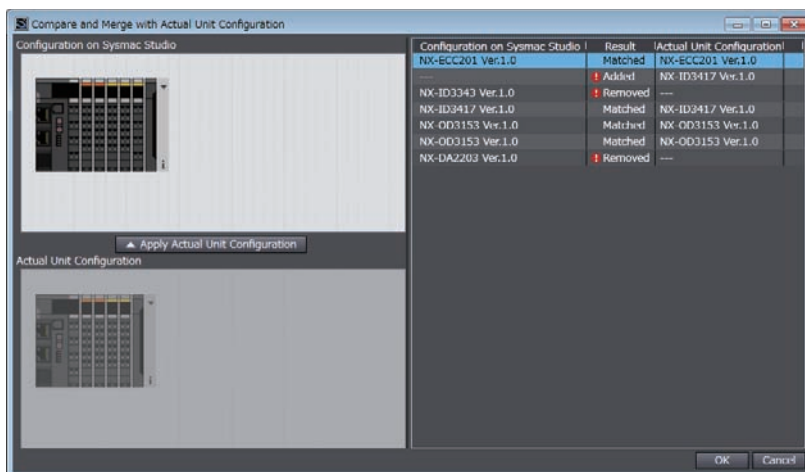 Compare and Merge with Actual Unit Configuration
Configuration on Sysmac Studio
Apply Actual Unit Configuration
Actual Unit Configuration
Configuration on Sysmac Studio Result Actual Unit Configuration
NX-ECC201 Ver.1.0 Matched NX-ECC201 Ver.1.0
--- Added NX-ID3417 Ver.1.0
NX-ID3343 Ver.1.0 Removed ---
NX-ID3417 Ver.1.0 Matched NX-ID3417 Ver.1.0
NX-OD3153 Ver.1.0 Matched NX-OD3153 Ver.1.0
NX-OD3153 Ver.1.0 Matched NX-OD3153 Ver.1.0
NX-DA2203 Ver.1.0 Removed ---
OK Cancel